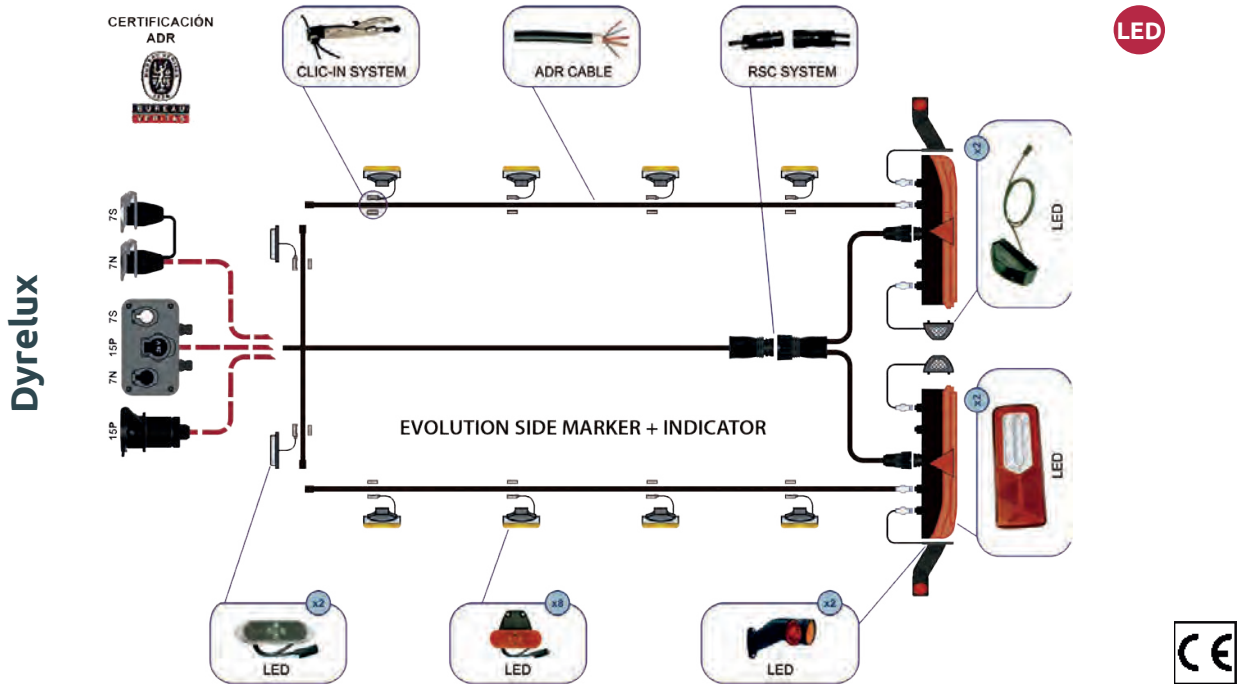 CERTIFICACIÓN
ADR
BUREAU
VERITAS
CLIC-IN SYSTEM
ADR CABLE
RSC SYSTEM
LED
x2
LED
7S
7N
7S
15P
7N
15P
Dyrelux
EVOLUTION SIDE MARKER + INDICATOR
x2
LED
x2
LED
x8
LED
x2
LED
CE